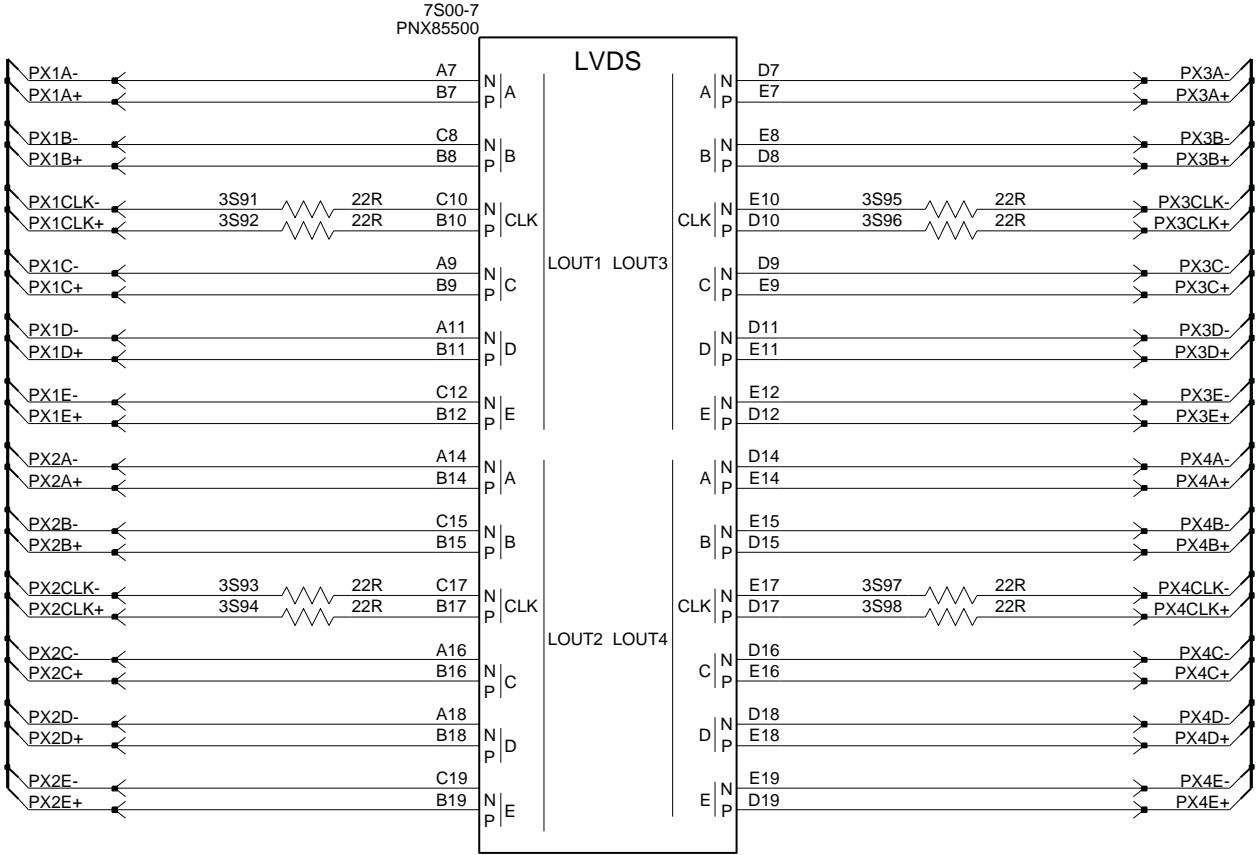 7S00-7
PNX85500
LVDS
PX1A- A7 N A A N D7 PX3A-
PX1A+ B7 P P E7 PX3A+
PX1B- C8 N B B N E8 PX3B-
PX1B+ B8 P P D8 PX3B+
PX1CLK- 3S91 22R C10 N CLK CLK N E10 3S95 22R PX3CLK-
PX1CLK+ 3S92 22R B10 P P D10 3S96 22R PX3CLK+
LOUT1 LOUT3
PX1C- A9 N C C N D9 PX3C-
PX1C+ B9 P P E9 PX3C+
PX1D- A11 N D D N D11 PX3D-
PX1D+ B11 P P E11 PX3D+
PX1E- C12 N E E N E12 PX3E-
PX1E+ B12 P P D12 PX3E+
PX2A- A14 N A A N D14 PX4A-
PX2A+ B14 P P E14 PX4A+
PX2B- C15 N B B N E15 PX4B-
PX2B+ B15 P P D15 PX4B+
PX2CLK- 3S93 22R C17 N CLK CLK N E17 3S97 22R PX4CLK-
PX2CLK+ 3S94 22R B17 P P D17 3S98 22R PX4CLK+
LOUT2 LOUT4
PX2C- A16 N C C N D16 PX4C-
PX2C+ B16 P P E16 PX4C+
PX2D- A18 N D D N D18 PX4D-
PX2D+ B18 P P E18 PX4D+
PX2E- C19 N E E N E19 PX4E-
PX2E+ B19 P P D19 PX4E+